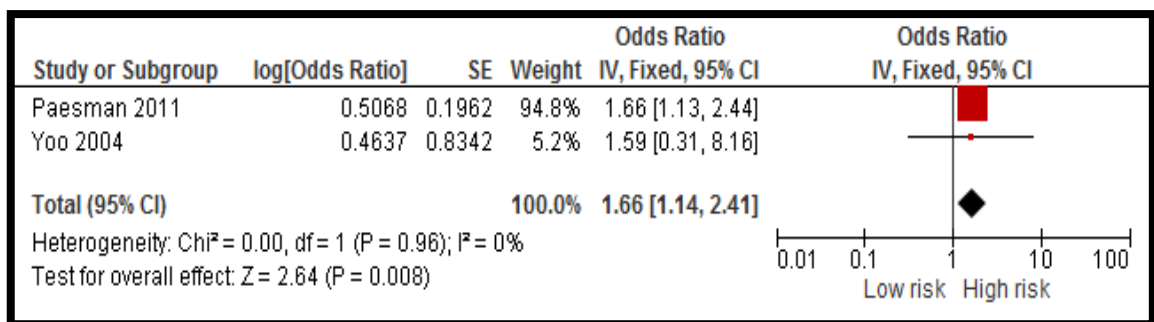 Odds Ratio Odds Ratio
Study or Subgroup log[Odds Ratio] SE Weight IV, Fixed, 95% CI IV, Fixed, 95% CI
Paesman 2011 0.5068 0.1962 94.8% 1.66 [1.13, 2.44]
Yoo 2004 0.4637 0.8342 5.2% 1.59 [0.31, 8.16]
Total (95% CI) 100.0% 1.66 [1.14, 2.41]
Heterogeneity: Chi² = 0.00, df = 1 (P = 0.96); I² = 0%
Test for overall effect: Z = 2.64 (P = 0.008)
0.01 0.1 1 10 100
Low risk High risk